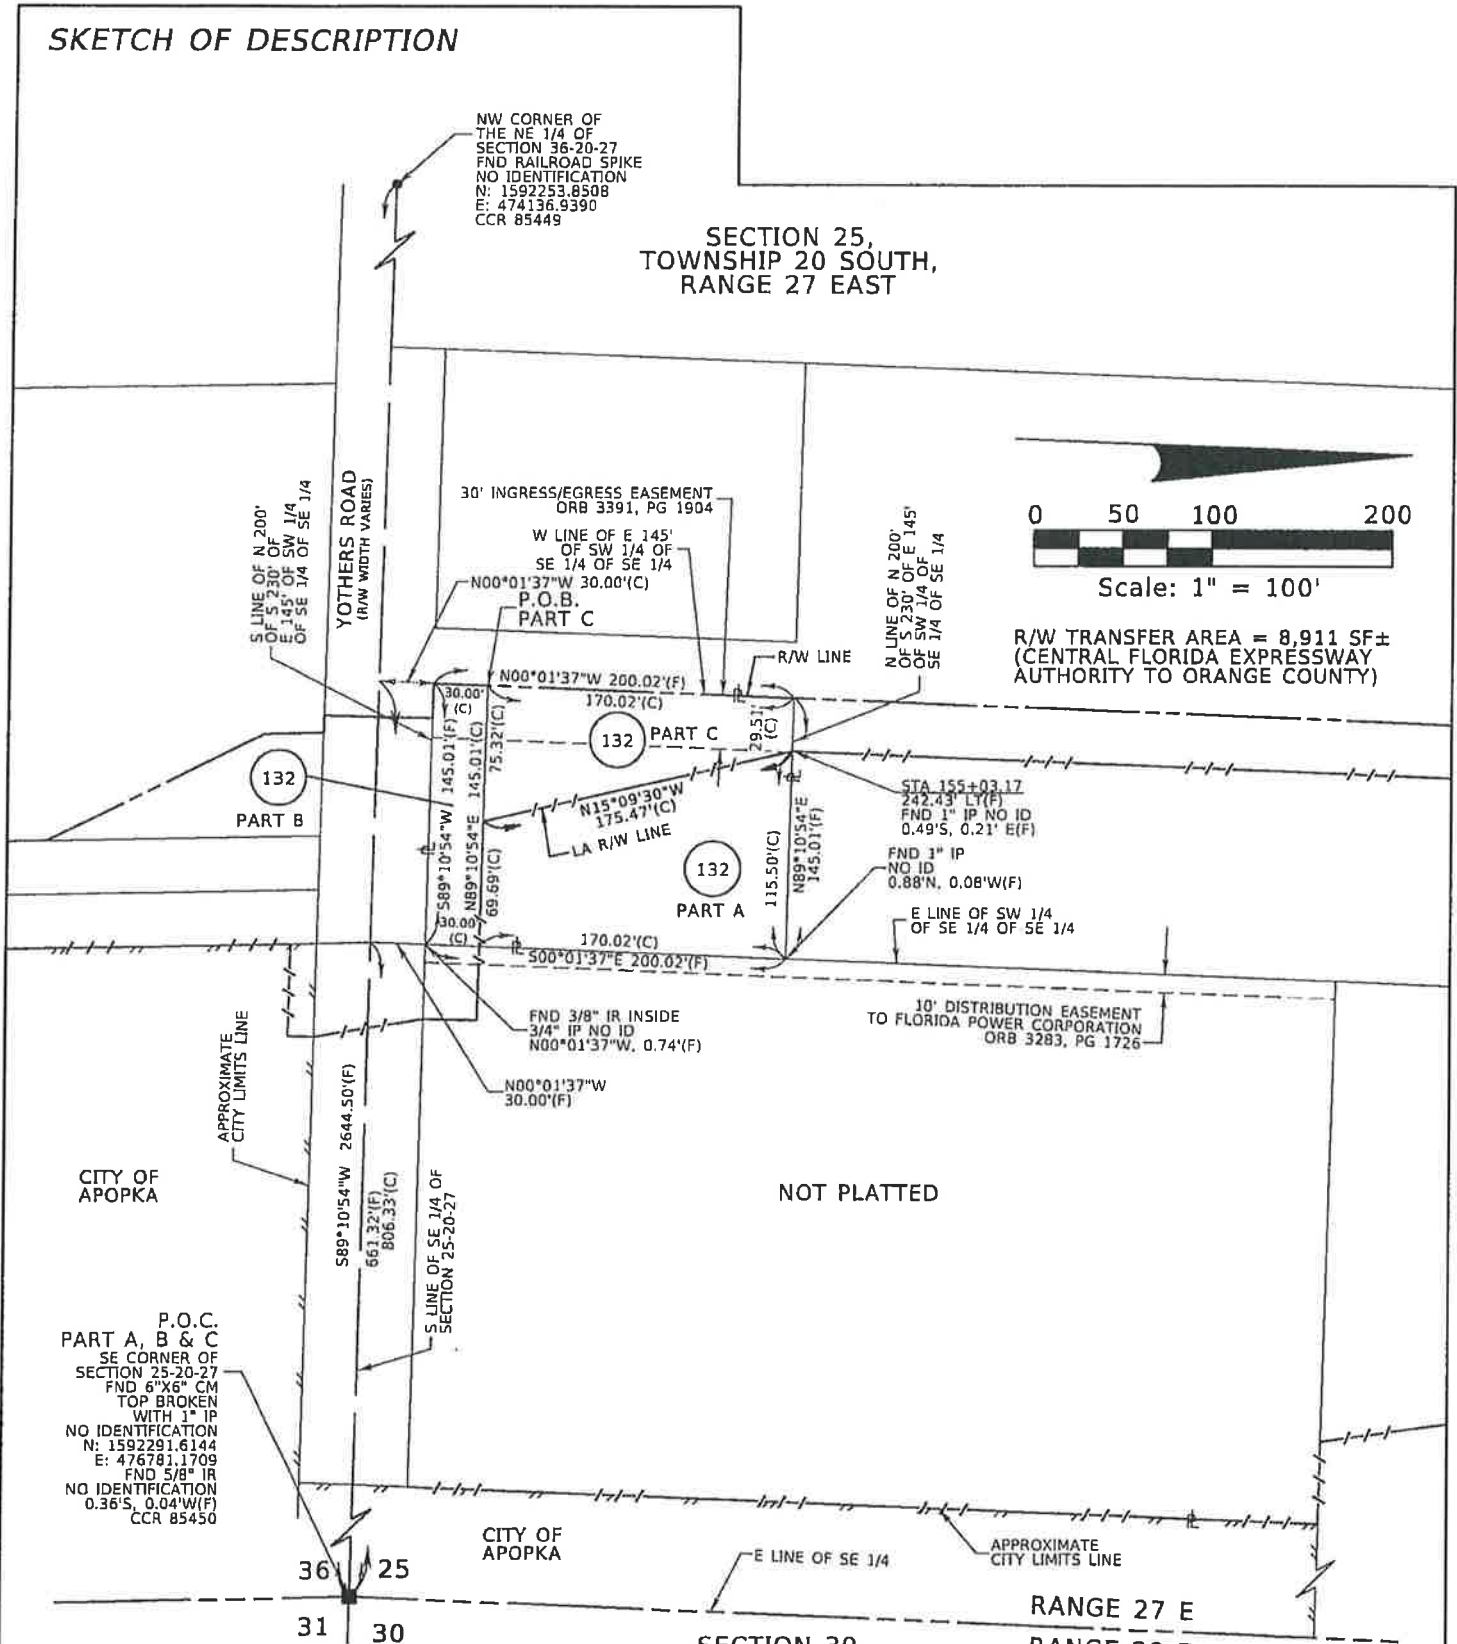 SKETCH OF DESCRIPTION
NW CORNER OF
THE NE 1/4 OF
SECTION 36-20-27
FND RAILROAD SPIKE
NO IDENTIFICATION
N: 1592253.8508
E: 474136.9390
CCR 85449
SECTION 25,
TOWNSHIP 20 SOUTH,
RANGE 27 EAST
0 50 100 200
Scale: 1" = 100'
R/W TRANSFER AREA = 8,911 SF±
(CENTRAL FLORIDA EXPRESSWAY
AUTHORITY TO ORANGE COUNTY)
S LINE OF N 200'
OF S 230' OF
E 145' OF SW 1/4
OF SE 1/4 OF SE 1/4
YOTHERS ROAD
(R/W WIDTH VARIES)
30' INGRESS/EGRESS EASEMENT
ORB 3391, PG 1904
W LINE OF E 145'
OF SW 1/4 OF
SE 1/4 OF SE 1/4
N00°01'37"W 30.00'(C)
P.O.B.
PART C
N LINE OF N 200'
OF S 230' OF E 145'
OF SW 1/4 OF
SE 1/4 OF SE 1/4
R/W LINE
N00°01'37"W 200.02'(F)
170.02'(C)
30.00'
(C)
29.51'
(C)
132
PART C
S89°10'54"W 145.01'(F)
N89°10'54"E 145.01'(C)
75.32'(C)
69.69'(C)
132
PART B
N15°09'30"W
175.47'(C)
LA R/W LINE
STA 155+03.17
242.43' LT(F)
FND 1" IP NO ID
0.49'S, 0.21' E(F)
115.50'(C)
N89°10'54"E
145.01'(F)
FND 1" IP
NO ID
0.88'N, 0.08'W(F)
132
PART A
E LINE OF SW 1/4
OF SE 1/4 OF SE 1/4
30.00'
(C)
170.02'(C)
S00°01'37"E 200.02'(F)
10' DISTRIBUTION EASEMENT
TO FLORIDA POWER CORPORATION
ORB 3283, PG 1726
FND 3/8" IR INSIDE
3/4" IP NO ID
N00°01'37"W, 0.74'(F)
N00°01'37"W
30.00'(F)
APPROXIMATE
CITY LIMITS LINE
CITY OF
APOPKA
S89°10'54"W 2644.50'(F)
661.32'(F)
806.33'(C)
S LINE OF SE 1/4 OF
SECTION 25-20-27
NOT PLATTED
P.O.C.
PART A, B & C
SE CORNER OF
SECTION 25-20-27
FND 6"X6" CM
TOP BROKEN
WITH 1" IP
NO IDENTIFICATION
N: 1592291.6144
E: 476781.1709
FND 5/8" IR
NO IDENTIFICATION
0.36'S, 0.04'W(F)
CCR 85450
CITY OF
APOPKA
APPROXIMATE
CITY LIMITS LINE
E LINE OF SE 1/4
36 25
31 30
RANGE 27 E
SECTION 30